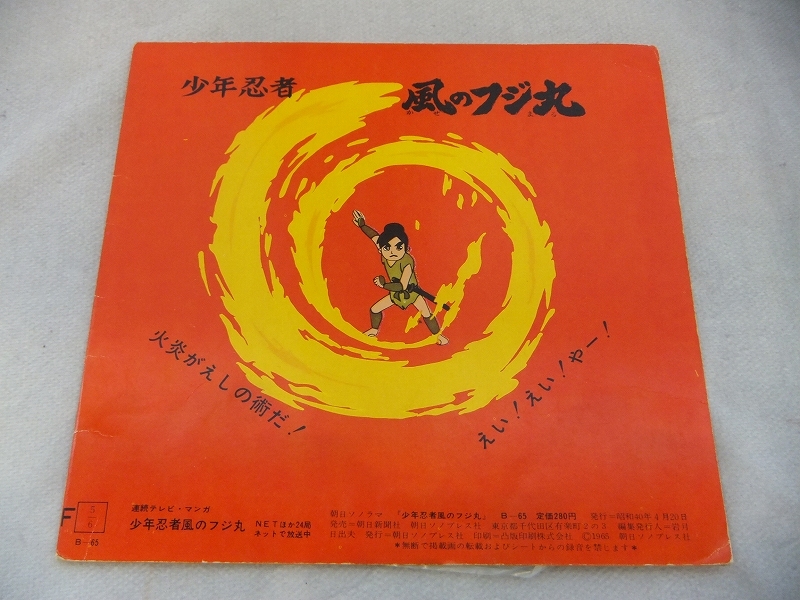 少年忍者
風のフジ丸
かぜ まる
火炎がえしの術だ!
えい!えい!やー!
F
5
6
B-65
連続テレビ・マンガ
少年忍者風のフジ丸
NETほか24局
ネットで放送中
朝日ソノラマ 「少年忍者風のフジ丸」 B-65 定価280円 発行=昭和40年4月20日
発売=朝日新聞社 朝日ソノプレス社 東京都千代田区有楽町2の3 編集発行人=岩月
日出夫 発行=朝日ソノプレス社 印刷=凸版印刷株式会社 ©1965 朝日ソノプレス社
*無断で掲載画の転載およびシートからの録音を禁じます*